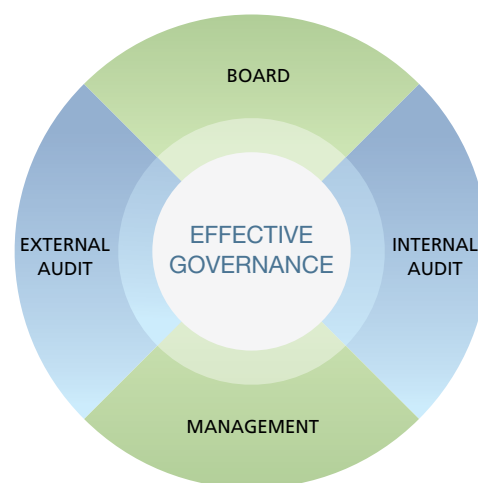 BOARD
EXTERNAL
AUDIT
EFFECTIVE
GOVERNANCE
INTERNAL
AUDIT
MANAGEMENT